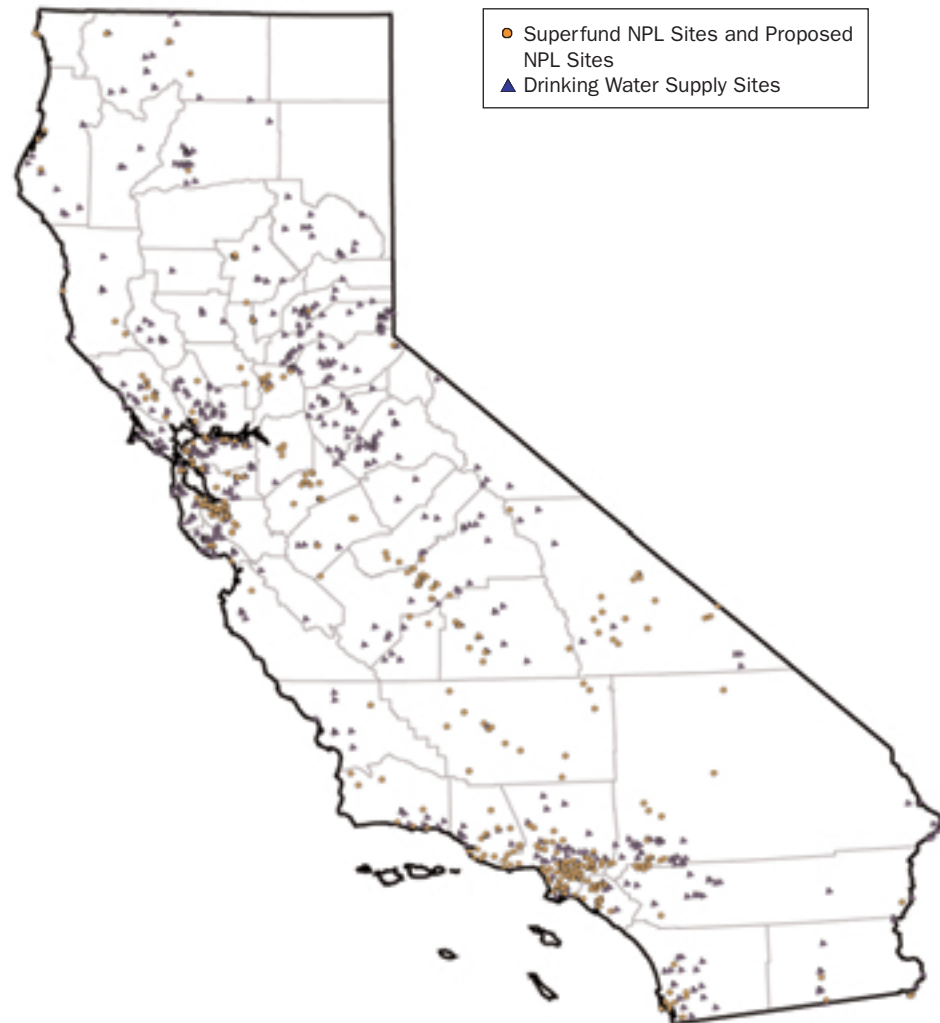 Superfund NPL Sites and Proposed
NPL Sites
Drinking Water Supply Sites